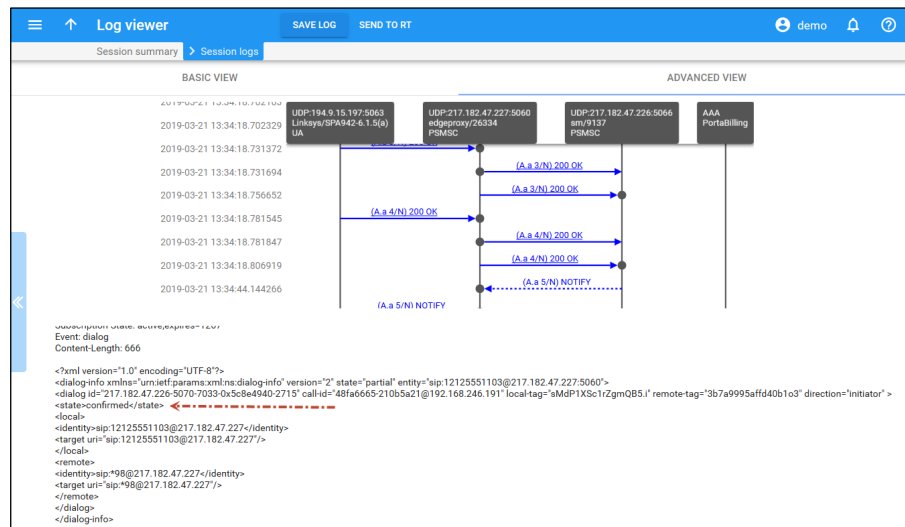 Log viewer
SAVE LOG
SEND TO RT
demo
Session summary
Session logs
BASIC VIEW
ADVANCED VIEW
UDP:194.9.15.197:5063
Linksys/SPA942-6.1.5(a)
UA
UDP:217.182.47.227:5060
edgeproxy/26334
PSMSC
UDP:217.182.47.226:5066
sm/9137
PSMSC
AAA
PortaBilling
2019-03-21 13:34:18.702329
2019-03-21 13:34:18.731372
2019-03-21 13:34:18.731694
(A.a 3/N) 200 OK
2019-03-21 13:34:18.756652
(A.a 3/N) 200 OK
2019-03-21 13:34:18.781545
(A.a 4/N) 200 OK
2019-03-21 13:34:18.781847
(A.a 4/N) 200 OK
2019-03-21 13:34:18.806919
(A.a 4/N) 200 OK
2019-03-21 13:34:44.144266
(A.a 5/N) NOTIFY
(A.a 5/N) NOTIFY
Subscription State: active;expires=1207
Event: dialog
Content-Length: 666
<?xml version="1.0" encoding="UTF-8"?>
<dialog-info xmlns="urn:ietf:params:xml:ns:dialog-info" version="2" state="partial" entity="sip:12125551103@217.182.47.227:5060">
<dialog id="217.182.47.226-5070-7033-0x5c8e4940-2715" call-id="48fa6665-210b5a21@192.168.246.191" local-tag="sMdP1XSc1rZgmQB5.i" remote-tag="3b7a9995affd40b1o3" direction="initiator" >
<state>confirmed</state>
<local>
<identity>sip:12125551103@217.182.47.227</identity>
<target uri="sip:12125551103@217.182.47.227"/>
</local>
<remote>
<identity>sip:*98@217.182.47.227</identity>
<target uri="sip:*98@217.182.47.227"/>
</remote>
</dialog>
</dialog-info>